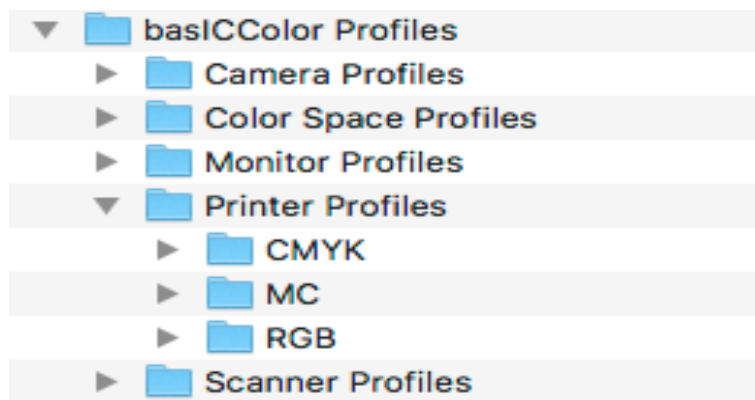 basICColor Profiles
Camera Profiles
Color Space Profiles
Monitor Profiles
Printer Profiles
CMYK
MC
RGB
Scanner Profiles